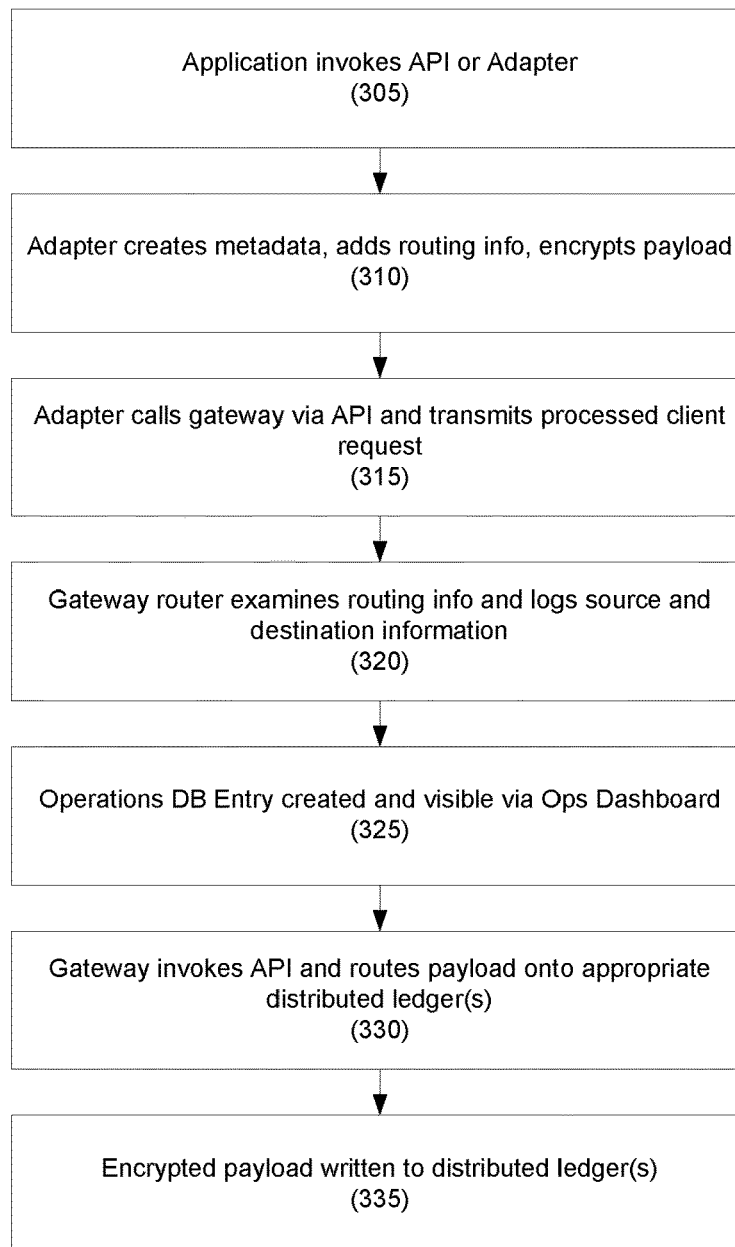 Application invokes API or Adapter
(305)
Adapter creates metadata, adds routing info, encrypts payload
(310)
Adapter calls gateway via API and transmits processed client
request
(315)
Gateway router examines routing info and logs source and
destination information
(320)
Operations DB Entry created and visible via Ops Dashboard
(325)
Gateway invokes API and routes payload onto appropriate
distributed ledger(s)
(330)
Encrypted payload written to distributed ledger(s)
(335)